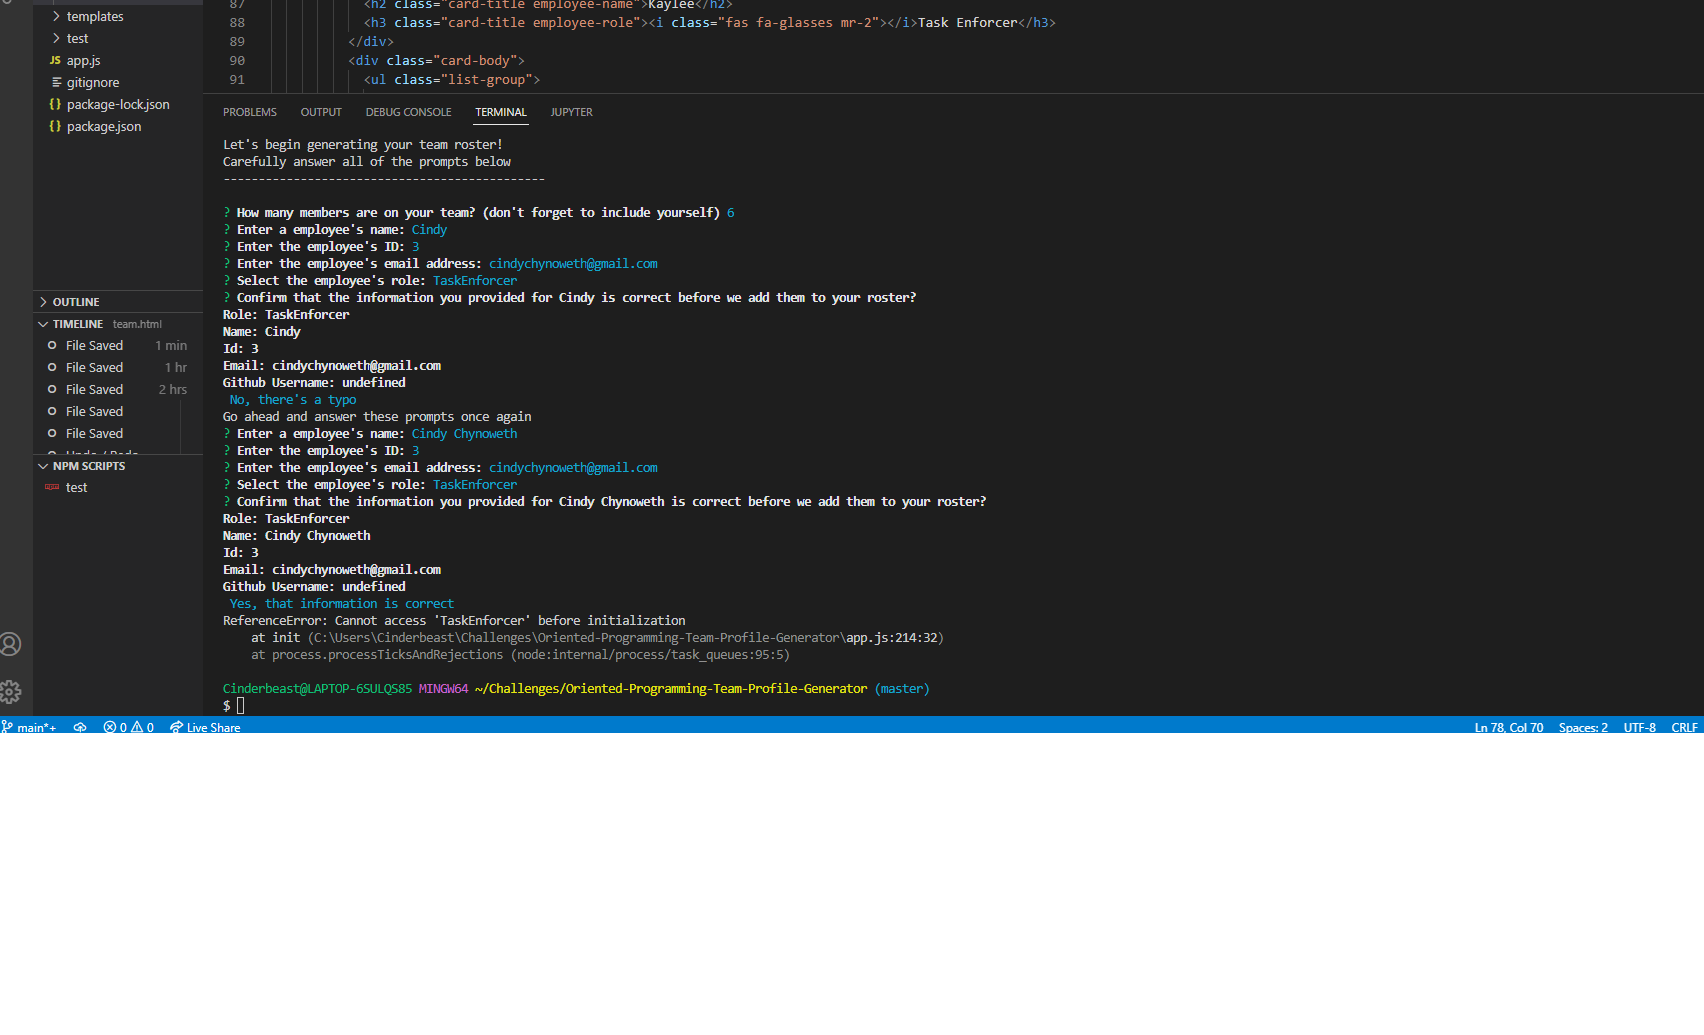 templates
test
JS app.js
gitignore
{} package-lock.json
{} package.json
OUTLINE
TIMELINE team.html
File Saved 1 min
File Saved 1 hr
File Saved 2 hrs
File Saved
File Saved
NPM SCRIPTS
test
87 <h2 class="card-title employee-name">Kaylee</h2>
88 <h3 class="card-title employee-role"><i class="fas fa-glasses mr-2"></i>Task Enforcer</h3>
89 </div>
90 <div class="card-body">
91 <ul class="list-group">
PROBLEMS OUTPUT DEBUG CONSOLE TERMINAL JUPYTER
Let's begin generating your team roster!
Carefully answer all of the prompts below
----------------------------------------------
? How many members are on your team? (don't forget to include yourself) 6
? Enter a employee's name: Cindy
? Enter the employee's ID: 3
? Enter the employee's email address: cindychynoweth@gmail.com
? Select the employee's role: TaskEnforcer
? Confirm that the information you provided for Cindy is correct before we add them to your roster?
Role: TaskEnforcer
Name: Cindy
Id: 3
Email: cindychynoweth@gmail.com
Github Username: undefined
No, there's a typo
Go ahead and answer these prompts once again
? Enter a employee's name: Cindy Chynoweth
? Enter the employee's ID: 3
? Enter the employee's email address: cindychynoweth@gmail.com
? Select the employee's role: TaskEnforcer
? Confirm that the information you provided for Cindy Chynoweth is correct before we add them to your roster?
Role: TaskEnforcer
Name: Cindy Chynoweth
Id: 3
Email: cindychynoweth@gmail.com
Github Username: undefined
Yes, that information is correct
ReferenceError: Cannot access 'TaskEnforcer' before initialization
at init (C:\Users\Cinderbeast\Challenges\Oriented-Programming-Team-Profile-Generator\app.js:214:32)
at process.processTicksAndRejections (node:internal/process/task_queues:95:5)
Cinderbeast@LAPTOP-6SULQS85 MINGW64 ~/Challenges/Oriented-Programming-Team-Profile-Generator (master)
$
main*+ 0 0 Live Share Ln 78, Col 70 Spaces: 2 UTF-8 CRLF